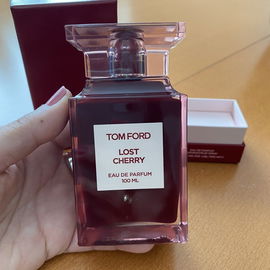 TOM FORD
LOST
CHERRY
EAU DE PARFUM
100 ML